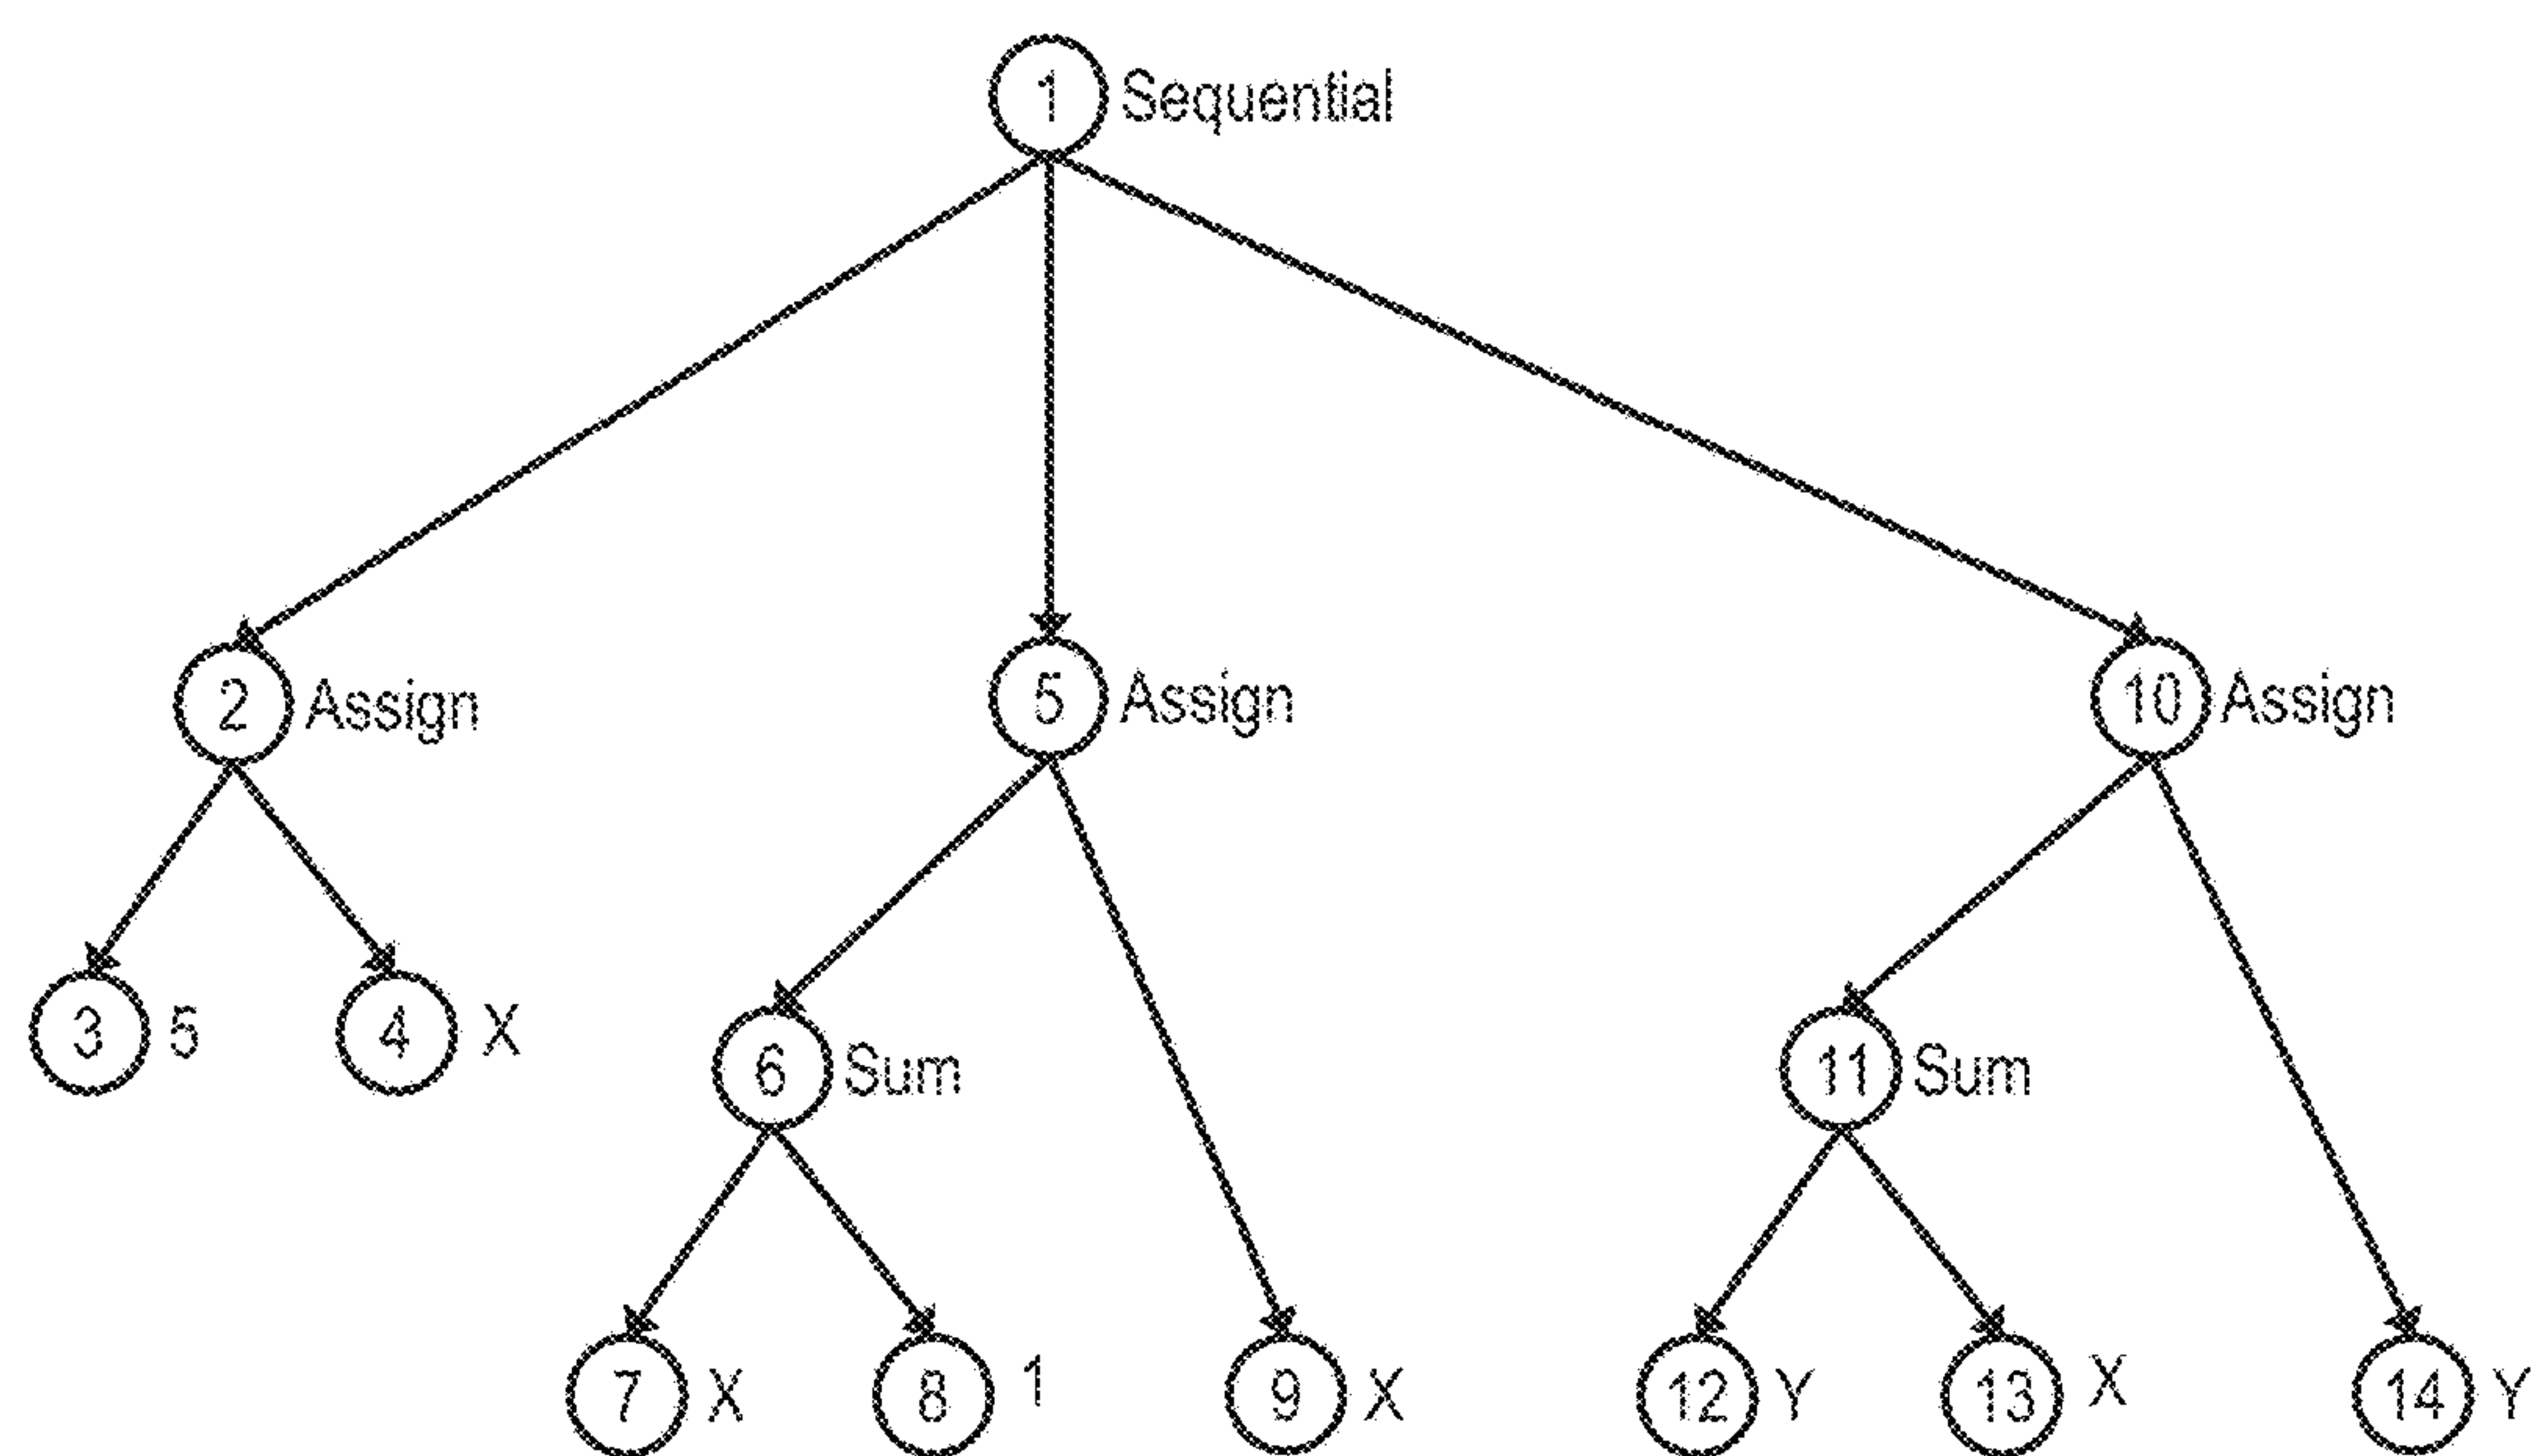 1 Sequential
2 Assign
5 Assign
10 Assign
3 5
4 X
6 Sum
11 Sum
7 X
8 1
9 X
12 Y
13 X
14 Y